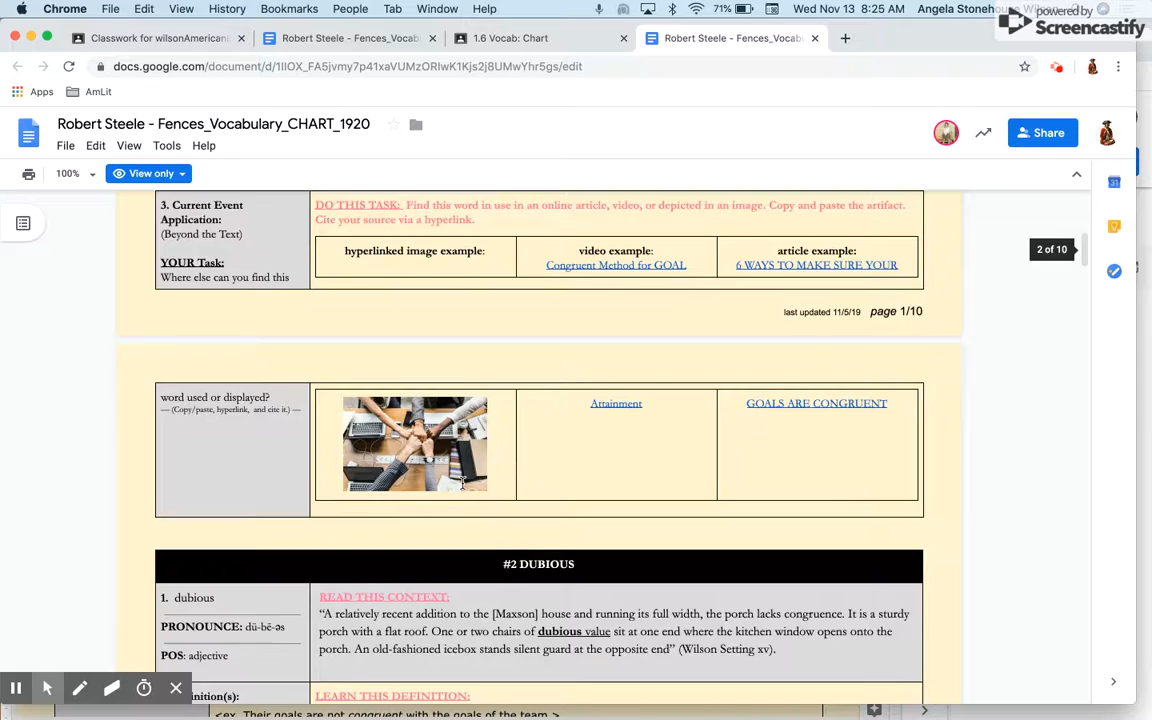 Chrome File Edit View History Bookmarks People Tab Window Help 71% Wed Nov 13 8:25 AM Angela Stonehouse Wilson
powered by
Screencastify
Classwork for wilsonAmerican Robert Steele - Fences_Vocab 1.6 Vocab: Chart Robert Steele - Fences_Vocabu
docs.google.com/document/d/1IlOX_FA5jvmy7p41xaVUMzORlwK1Kjs2j8UMwYhr5gs/edit
Apps AmLit
Robert Steele - Fences_Vocabulary_CHART_1920
Share
File Edit View Tools Help
100% View only
31
3. Current Event
Application:
(Beyond the Text)
YOUR Task:
Where else can you find this
DO THIS TASK: Find this word in use in an online article, video, or depicted in an image. Copy and paste the artifact.
Cite your source via a hyperlink.
hyperlinked image example: video example: article example:
Congruent Method for GOAL 6 WAYS TO MAKE SURE YOUR
2 of 10
last updated 11/5/19 page 1/10
word used or displayed?
— (Copy/paste, hyperlink, and cite it.) —
Attainment GOALS ARE CONGRUENT
#2 DUBIOUS
1. dubious
PRONOUNCE: dü-bē-əs
POS: adjective
READ THIS CONTEXT:
“A relatively recent addition to the [Maxson] house and running its full width, the porch lacks congruence. It is a sturdy
porch with a flat roof. One or two chairs of dubious value sit at one end where the kitchen window opens onto the
porch. An old-fashioned icebox stands silent guard at the opposite end” (Wilson Setting xv).
inition(s): LEARN THIS DEFINITION:
<ex. Their goals are not congruent with the goals of the team.>